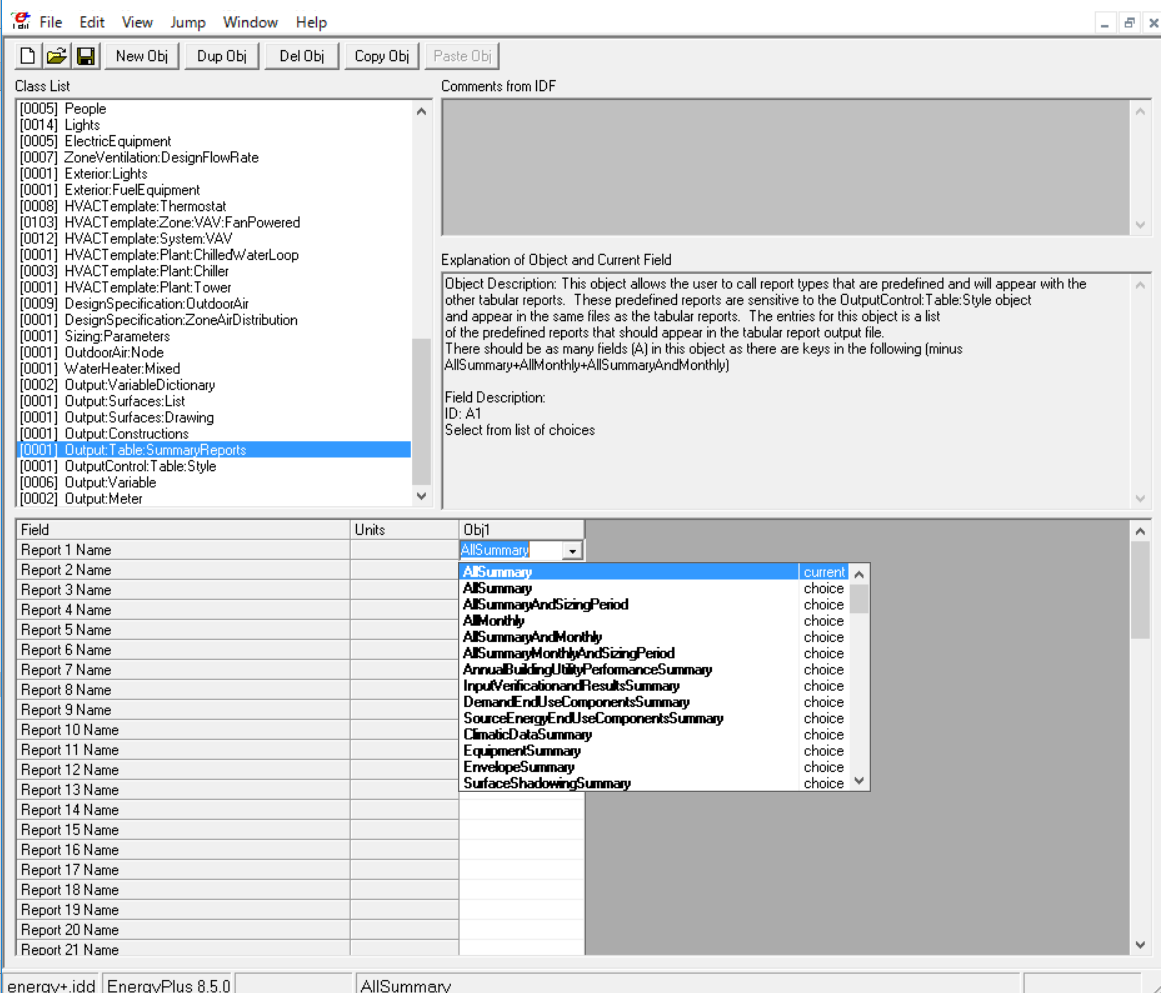 File Edit View Jump Window Help
New Obj Dup Obj Del Obj Copy Obj Paste Obj
Class List
[0005] People
[0014] Lights
[0005] ElectricEquipment
[0007] ZoneVentilation:DesignFlowRate
[0001] Exterior:Lights
[0001] Exterior:FuelEquipment
[0008] HVACTemplate:Thermostat
[0103] HVACTemplate:Zone:VAV:FanPowered
[0012] HVACTemplate:System:VAV
[0001] HVACTemplate:Plant:ChilledWaterLoop
[0003] HVACTemplate:Plant:Chiller
[0001] HVACTemplate:Plant:Tower
[0009] DesignSpecification:OutdoorAir
[0001] DesignSpecification:ZoneAirDistribution
[0001] Sizing:Parameters
[0001] OutdoorAir:Node
[0001] WaterHeater:Mixed
[0002] Output:VariableDictionary
[0001] Output:Surfaces:List
[0001] Output:Surfaces:Drawing
[0001] Output:Constructions
[0001] Output:Table:SummaryReports
[0001] OutputControl:Table:Style
[0006] Output:Variable
[0002] Output:Meter
Comments from IDF
Explanation of Object and Current Field
Object Description: This object allows the user to call report types that are predefined and will appear with the
other tabular reports. These predefined reports are sensitive to the OutputControl:Table:Style object
and appear in the same files as the tabular reports. The entries for this object is a list
of the predefined reports that should appear in the tabular report output file.
There should be as many fields (A) in this object as there are keys in the following (minus
AllSummary+AllMonthly+AllSummaryAndMonthly)
Field Description:
ID: A1
Select from list of choices
Field Units Obj1
Report 1 Name AllSummary
Report 2 Name
Report 3 Name
Report 4 Name
Report 5 Name
Report 6 Name
Report 7 Name
Report 8 Name
Report 9 Name
Report 10 Name
Report 11 Name
Report 12 Name
Report 13 Name
Report 14 Name
Report 15 Name
Report 16 Name
Report 17 Name
Report 18 Name
Report 19 Name
Report 20 Name
Report 21 Name
AllSummary current
AllSummary choice
AllSummaryAndSizingPeriod choice
AllMonthly choice
AllSummaryAndMonthly choice
AllSummaryMonthlyAndSizingPeriod choice
AnnualBuildingUtilityPerformanceSummary choice
InputVerificationandResultsSummary choice
DemandEndUseComponentsSummary choice
SourceEnergyEndUseComponentsSummary choice
ClimaticDataSummary choice
EquipmentSummary choice
EnvelopeSummary choice
SurfaceShadowingSummary choice
energy+.idd EnergyPlus 8.5.0 AllSummary